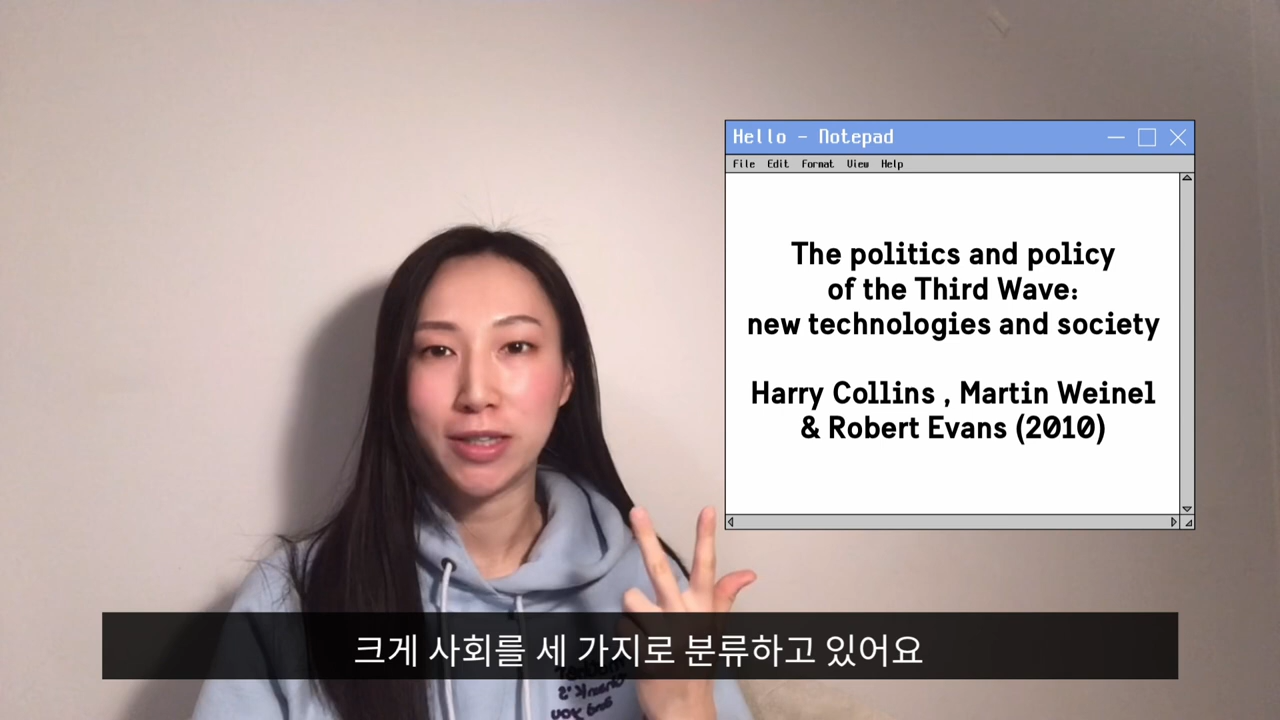 Hello - Notepad
File Edit Format View Help
The politics and policy
of the Third Wave:
new technologies and society
Harry Collins , Martin Weinel
& Robert Evans (2010)
크게 사회를 세 가지로 분류하고 있어요
and you